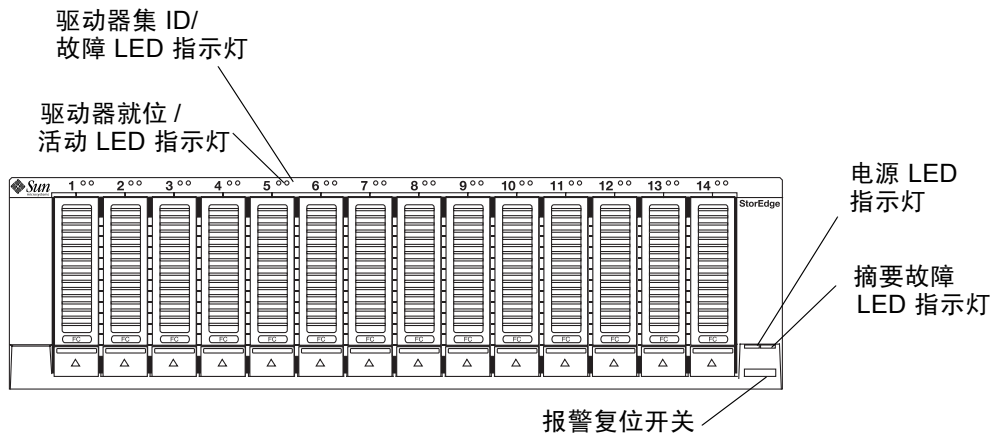 驱动器集 ID/
故障 LED 指示灯
驱动器就位 /
活动 LED 指示灯
Sun
1 2 3 4 5 6 7 8 9 10 11 12 13 14
StorEdge
电源 LED
指示灯
摘要故障
LED 指示灯
FC FC FC FC FC FC FC FC FC FC FC FC FC FC
报警复位开关